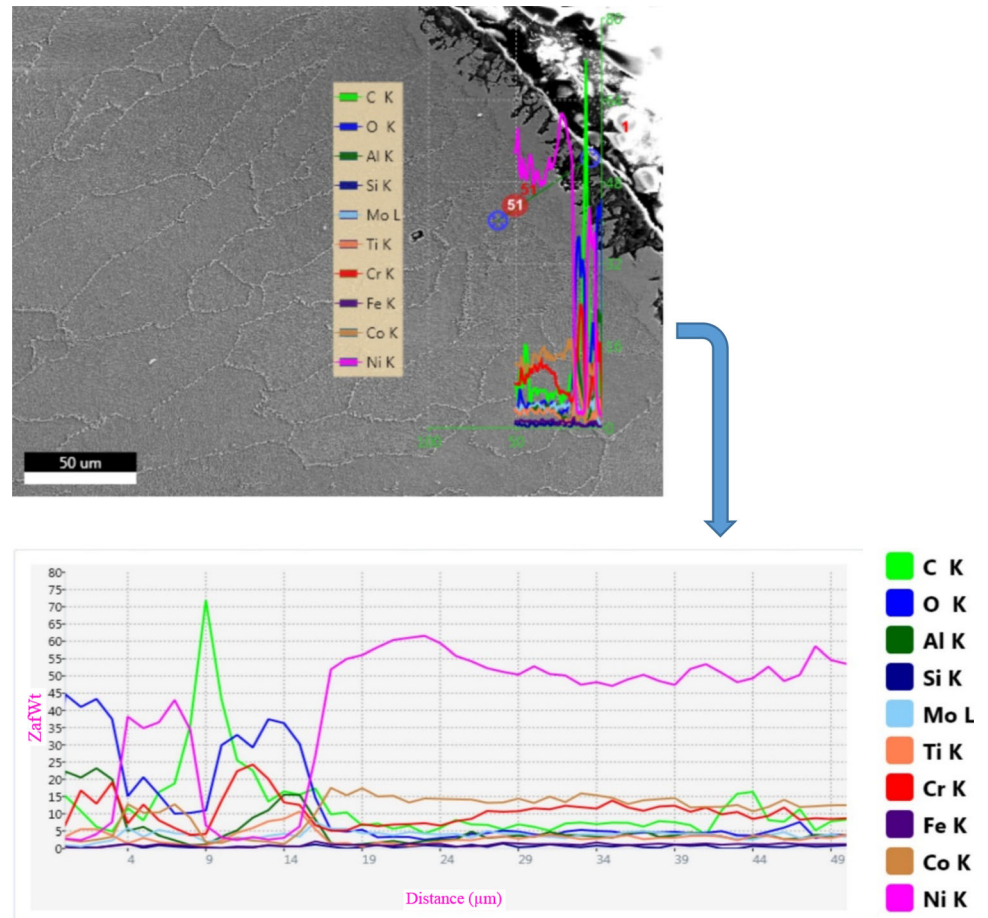 C K
O K
Al K
Si K
Mo L
Ti K
Cr K
Fe K
Co K
Ni K
1
51
51
50 um
80
75
70
65
60
55
50
45
40
35
30
25
20
15
10
5
0
ZafWt
4 9 14 19 24 29 34 39 44 49
Distance (μm)
C K
O K
Al K
Si K
Mo L
Ti K
Cr K
Fe K
Co K
Ni K